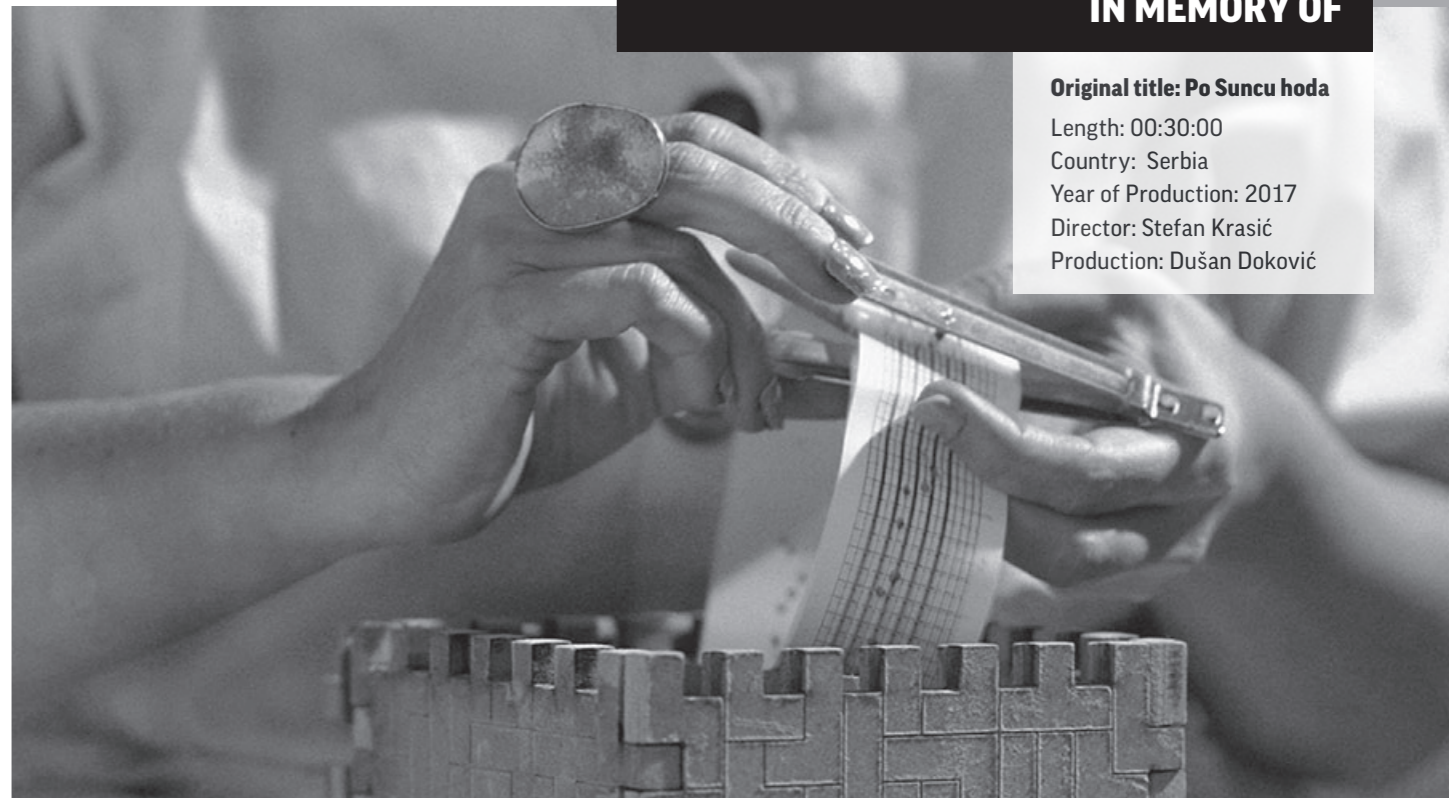 IN MEMORY OF
Original title: Po Suncu hoda
Length: 00:30:00
Country: Serbia
Year of Production: 2017
Director: Stefan Krasić
Production: Dušan Doković